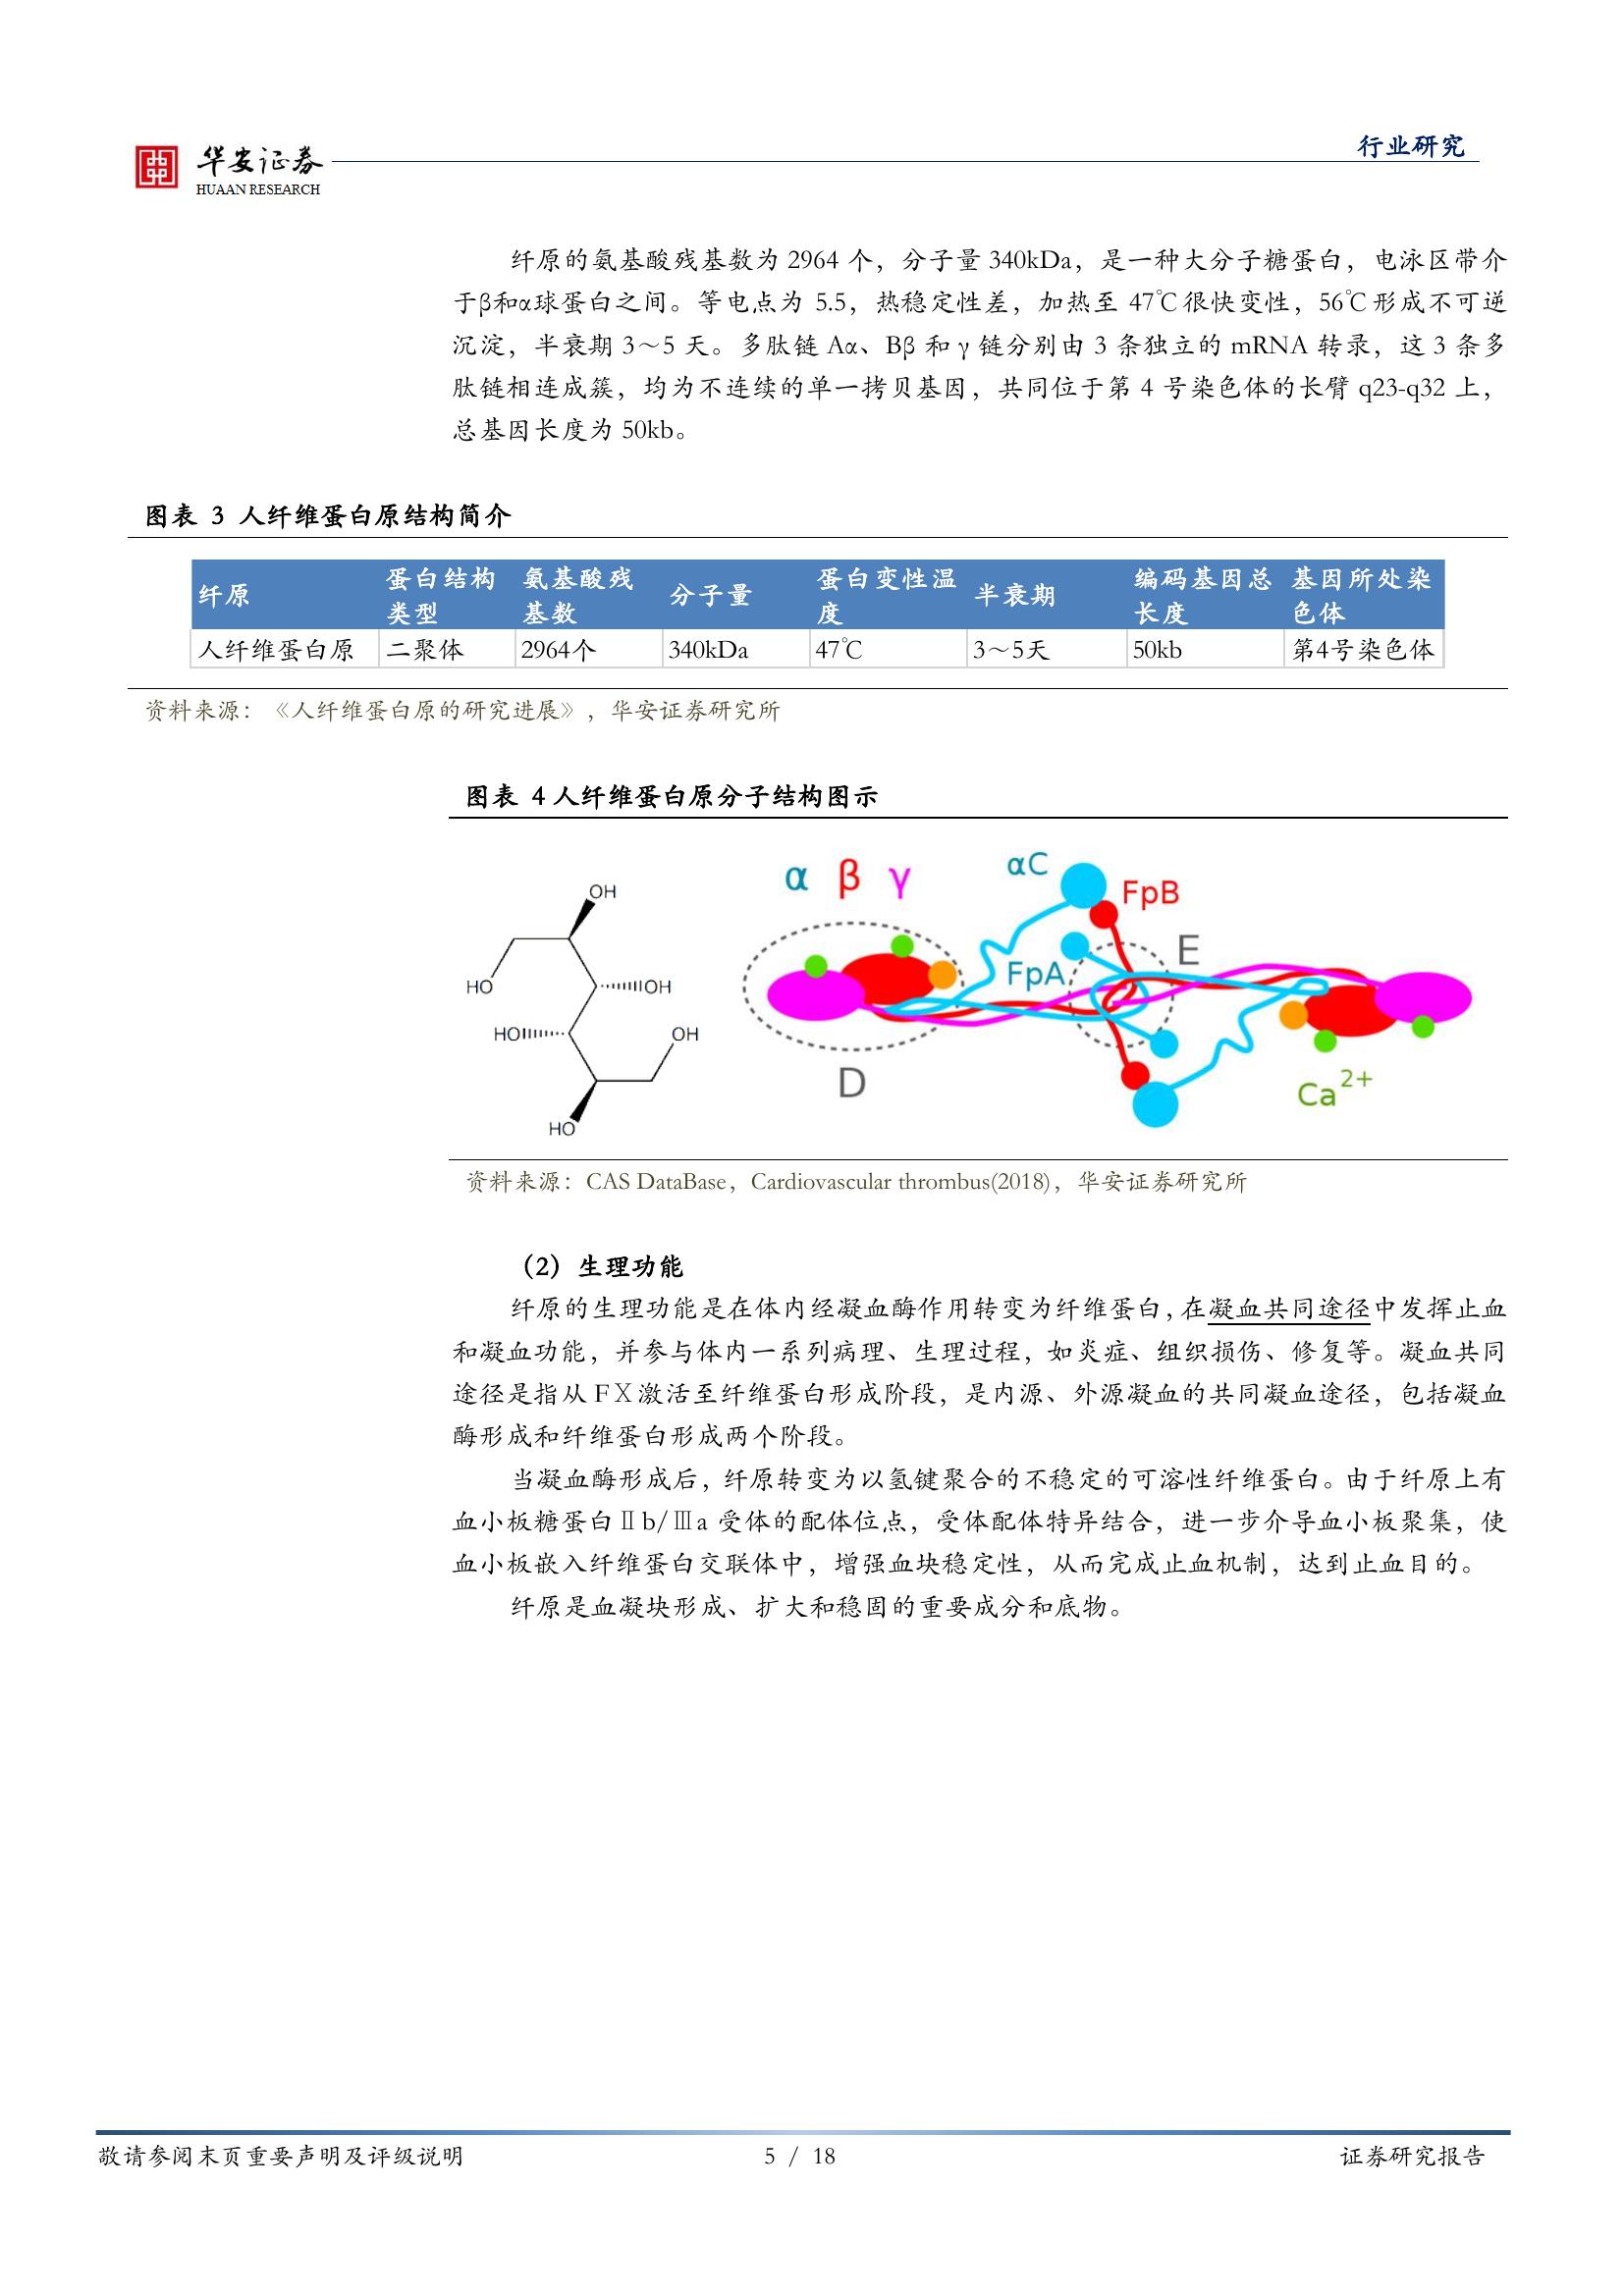 华安证券
HUAAN RESEARCH
行业研究
纤原的氨基酸残基数为 2964 个，分子量 340kDa，是一种大分子糖蛋白，电泳区带介
于β和α球蛋白之间。等电点为 5.5，热稳定性差，加热至 47℃很快变性，56℃形成不可逆
沉淀，半衰期 3～5 天。多肽链 Aα、Bβ 和 γ 链分别由 3 条独立的 mRNA 转录，这 3 条多
肽链相连成簇，均为不连续的单一拷贝基因，共同位于第 4 号染色体的长臂 q23-q32 上，
总基因长度为 50kb。
图表 3 人纤维蛋白原结构简介
纤原 蛋白结构类型 氨基酸残基数 分子量 蛋白变性温度 半衰期 编码基因总长度 基因所处染色体
人纤维蛋白原 二聚体 2964个 340kDa 47℃ 3～5天 50kb 第4号染色体
资料来源：《人纤维蛋白原的研究进展》，华安证券研究所
图表 4 人纤维蛋白原分子结构图示
OH
HO
OH
HO
OH
HO
α β γ
αC
FpB
FpA
E
D
Ca 2+
资料来源：CAS DataBase，Cardiovascular thrombus(2018)，华安证券研究所
（2）生理功能
纤原的生理功能是在体内经凝血酶作用转变为纤维蛋白，在凝血共同途径中发挥止血
和凝血功能，并参与体内一系列病理、生理过程，如炎症、组织损伤、修复等。凝血共同
途径是指从 FⅩ激活至纤维蛋白形成阶段，是内源、外源凝血的共同凝血途径，包括凝血
酶形成和纤维蛋白形成两个阶段。
当凝血酶形成后，纤原转变为以氢键聚合的不稳定的可溶性纤维蛋白。由于纤原上有
血小板糖蛋白Ⅱb/Ⅲa 受体的配体位点，受体配体特异结合，进一步介导血小板聚集，使
血小板嵌入纤维蛋白交联体中，增强血块稳定性，从而完成止血机制，达到止血目的。
纤原是血凝块形成、扩大和稳固的重要成分和底物。
敬请参阅末页重要声明及评级说明
5 / 18
证券研究报告